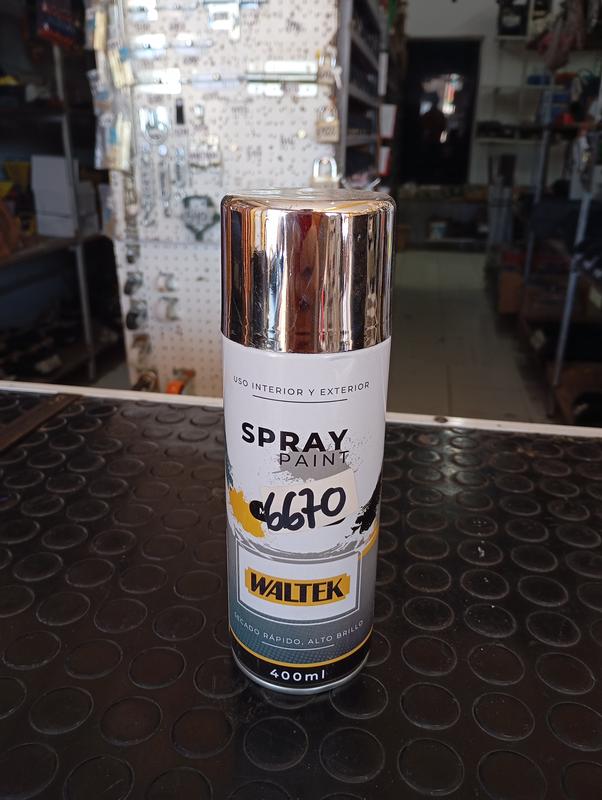 USO INTERIOR Y EXTERIOR
SPRAY
PAINT
6670
WALTEK
SECADO RÁPIDO, ALTO BRILLO
400ml